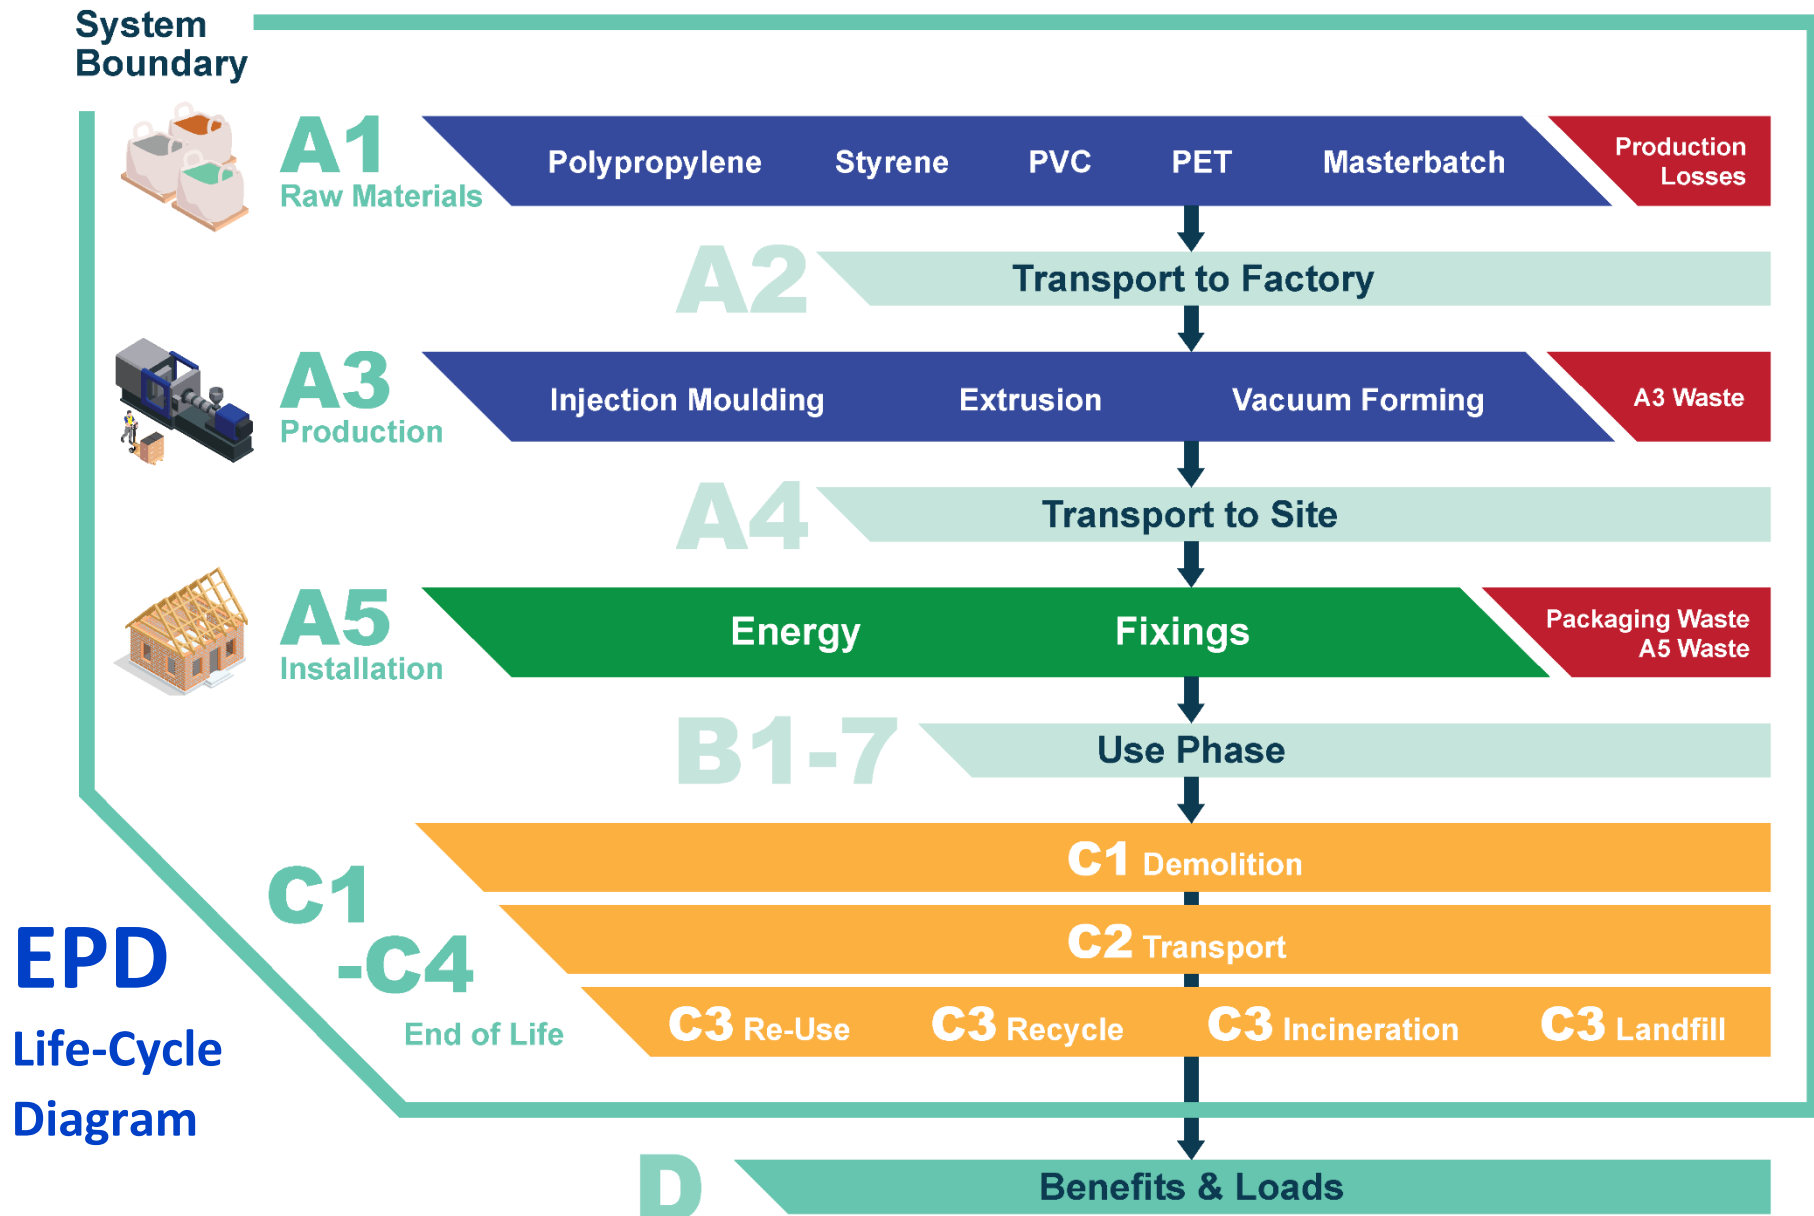 System
Boundary
A1
Raw Materials
Polypropylene Styrene PVC PET Masterbatch
Production
Losses
A2
Transport to Factory
A3
Production
Injection Moulding Extrusion Vacuum Forming
A3 Waste
A4
Transport to Site
A5
Installation
Energy Fixings
Packaging Waste
A5 Waste
B1-7
Use Phase
C1
-C4
End of Life
C1 Demolition
C2 Transport
C3 Re-Use C3 Recycle C3 Incineration C3 Landfill
EPD
Life-Cycle
Diagram
D
Benefits & Loads